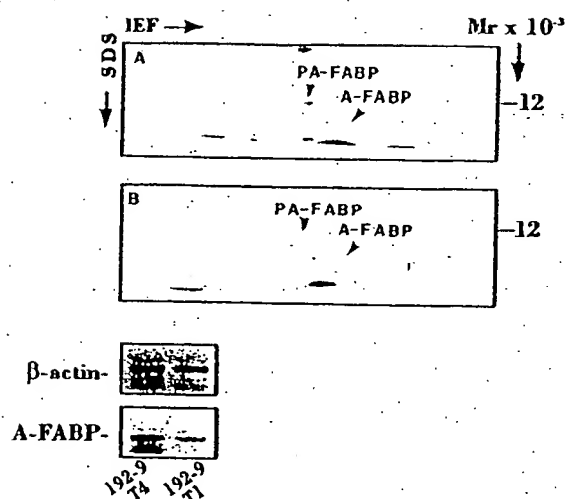 IEF
Mr x 10⁻³
SDS
A
PA-FABP
A-FABP
-12
B
PA-FABP
A-FABP
-12
β-actin-
A-FABP-
192-9 T4
192-9 T1